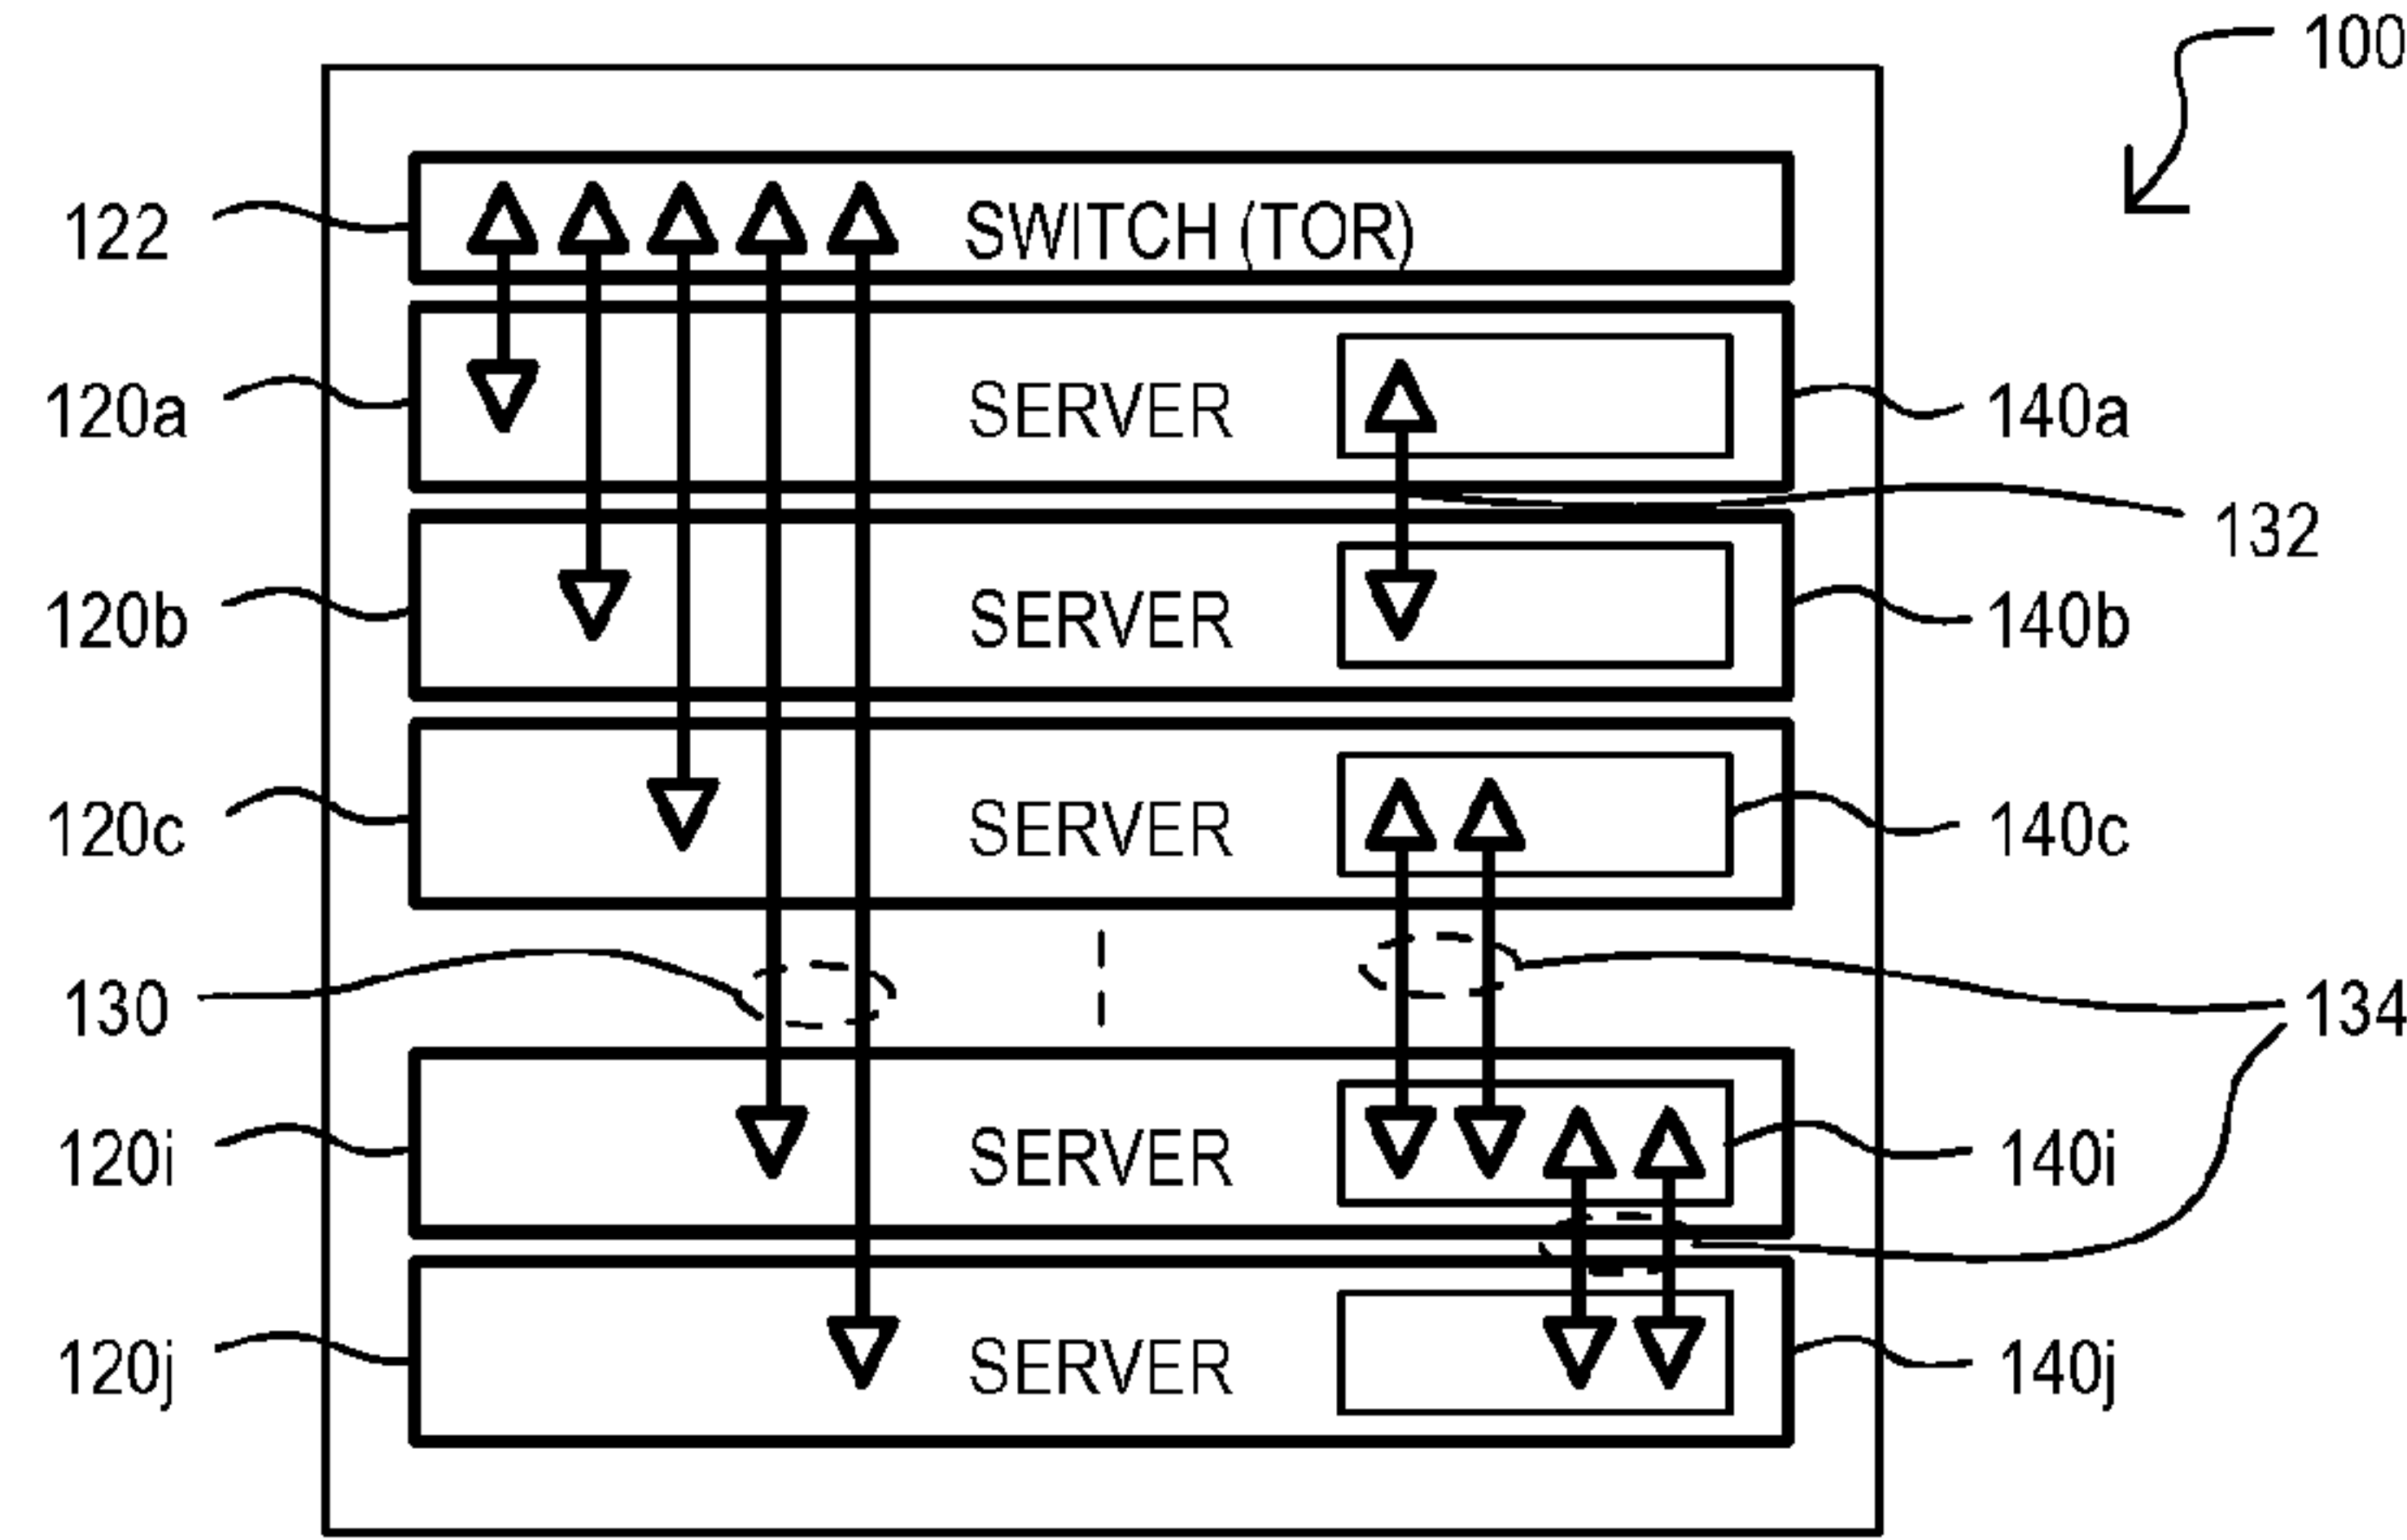 100
122
SWITCH (TOR)
120a
SERVER
140a
132
120b
SERVER
140b
120c
SERVER
140c
130
134
120i
SERVER
140i
120j
SERVER
140j